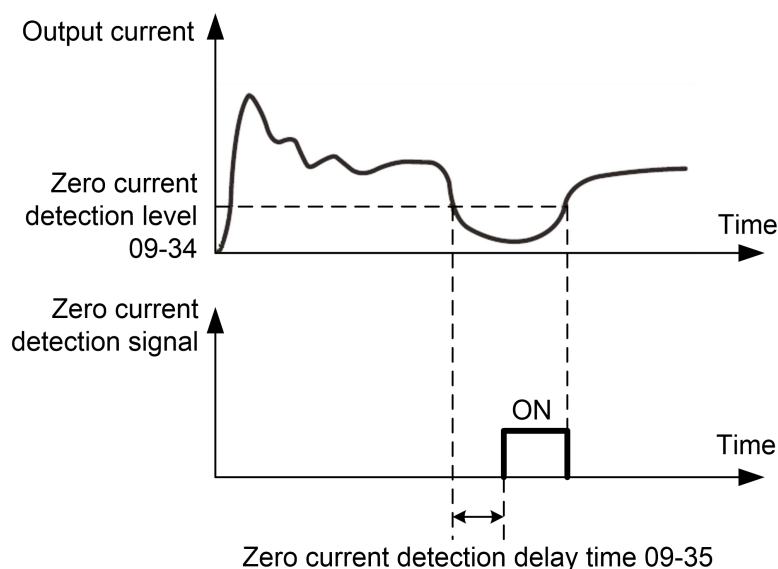 Output current
Zero current
detection level
09-34
Time
Zero current
detection signal
ON
Time
Zero current detection delay time 09-35